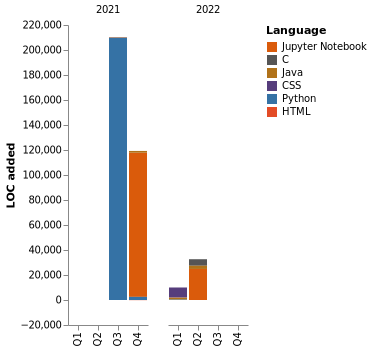 2021
2022
LOC added
220,000
200,000
180,000
160,000
140,000
120,000
100,000
80,000
60,000
40,000
20,000
0
−20,000
Q1
Q2
Q3
Q4
Q1
Q2
Q3
Q4
Language
Jupyter Notebook
C
Java
CSS
Python
HTML